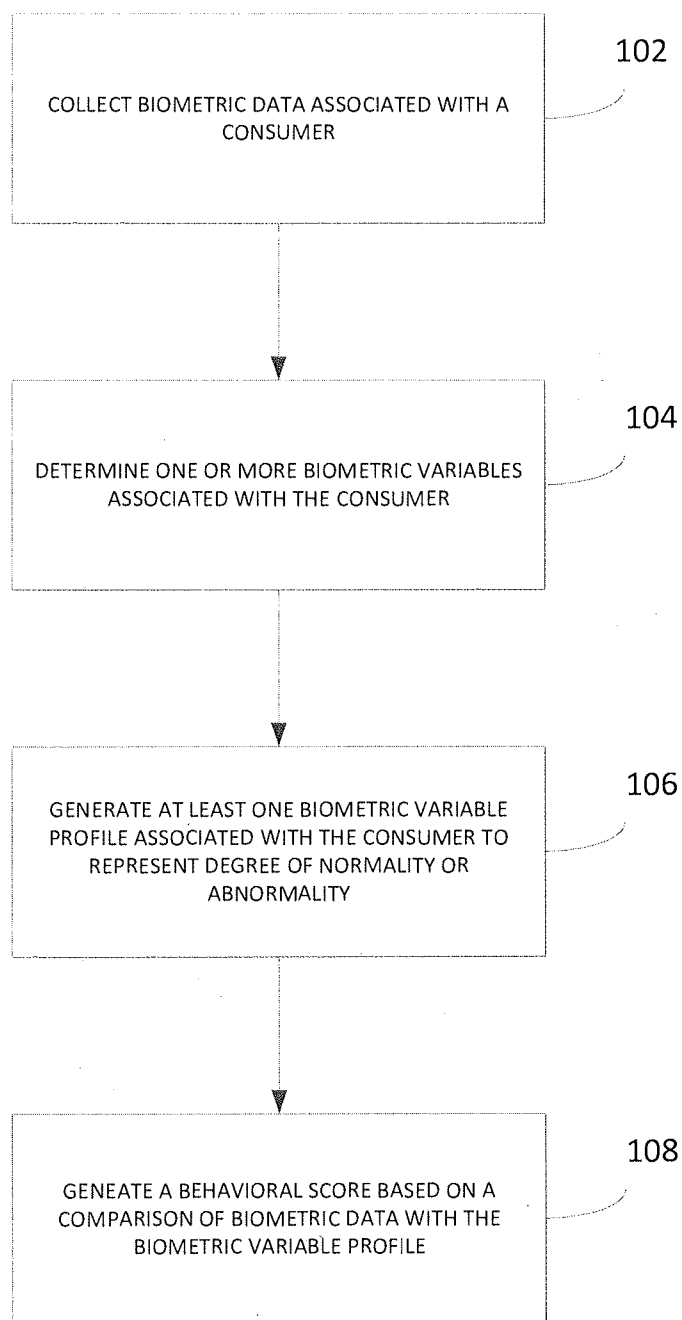 102
COLLECT BIOMETRIC DATA ASSOCIATED WITH A
CONSUMER
104
DETERMINE ONE OR MORE BIOMETRIC VARIABLES
ASSOCIATED WITH THE CONSUMER
106
GENERATE AT LEAST ONE BIOMETRIC VARIABLE
PROFILE ASSOCIATED WITH THE CONSUMER TO
REPRESENT DEGREE OF NORMALITY OR
ABNORMALITY
108
GENEATE A BEHAVIORAL SCORE BASED ON A
COMPARISON OF BIOMETRIC DATA WITH THE
BIOMETRIC VARIABLE PROFILE